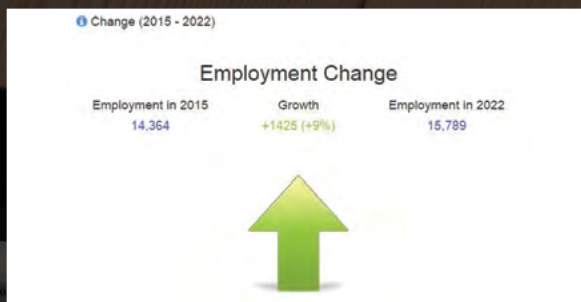 Change (2015 - 2022)
Employment Change
Employment in 2015 Growth Employment in 2022
14,364 +1425 (+9%) 15,789